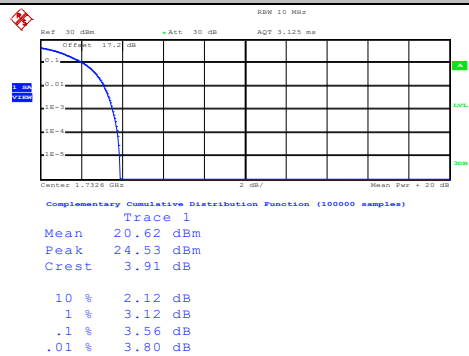 RBW 10 MHz
Ref 30 dBm *Att 30 dB AQT 3.125 ms
Offset 17.2 dB
0.1
A
1 SA
VIEW
0.01
1E-3
LVL
1E-4
1E-5
3DB
Center 1.7326 GHz 2 dB/ Mean Pwr + 20 dB
Complementary Cumulative Distribution Function (100000 samples)
Trace 1
Mean 20.62 dBm
Peak 24.53 dBm
Crest 3.91 dB
10 % 2.12 dB
1 % 3.12 dB
.1 % 3.56 dB
.01 % 3.80 dB